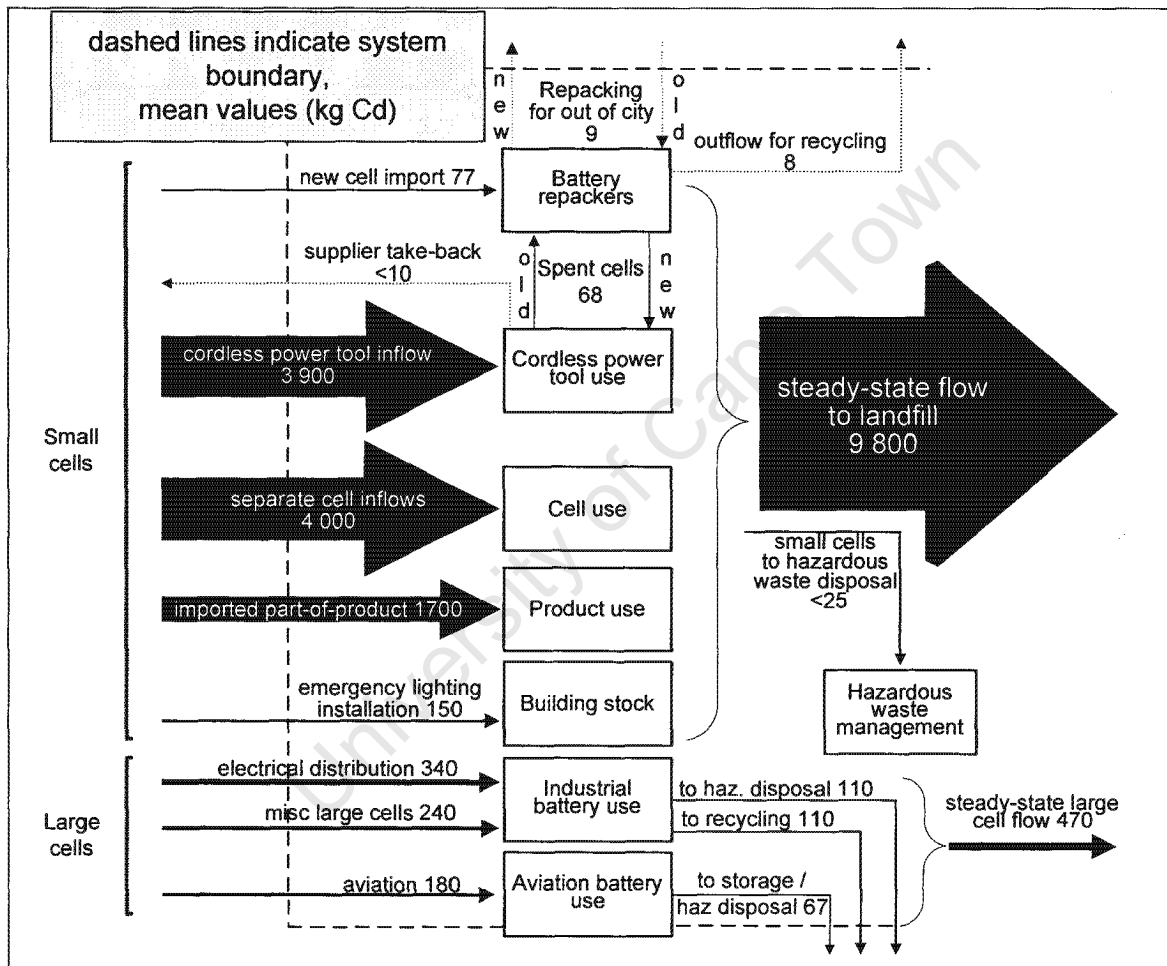 dashed lines indicate system
boundary,
mean values (kg Cd)
new
Repacking
for out of city
9
old
outflow for recycling
8
new cell import 77
Battery
repackers
supplier take-back
<10
old
Spent cells
68
new
cordless power tool inflow
3 900
Cordless power
tool use
steady-state flow
to landfill
9 800
Small
cells
separate cell inflows
4 000
Cell use
small cells
to hazardous
waste disposal
<25
imported part-of-product 1700
Product use
emergency lighting
installation 150
Building stock
Hazardous
waste
management
Large
cells
electrical distribution 340
misc large cells 240
Industrial
battery use
to haz. disposal 110
to recycling 110
steady-state large
cell flow 470
aviation 180
Aviation battery
use
to storage /
haz disposal 67
University of Cape Town